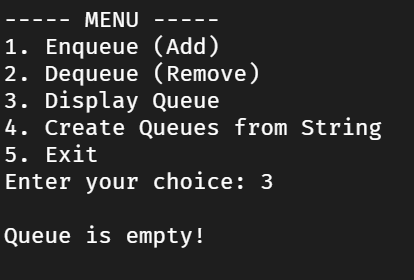 ----- MENU -----
1. Enqueue (Add)
2. Dequeue (Remove)
3. Display Queue
4. Create Queues from String
5. Exit
Enter your choice: 3
Queue is empty!